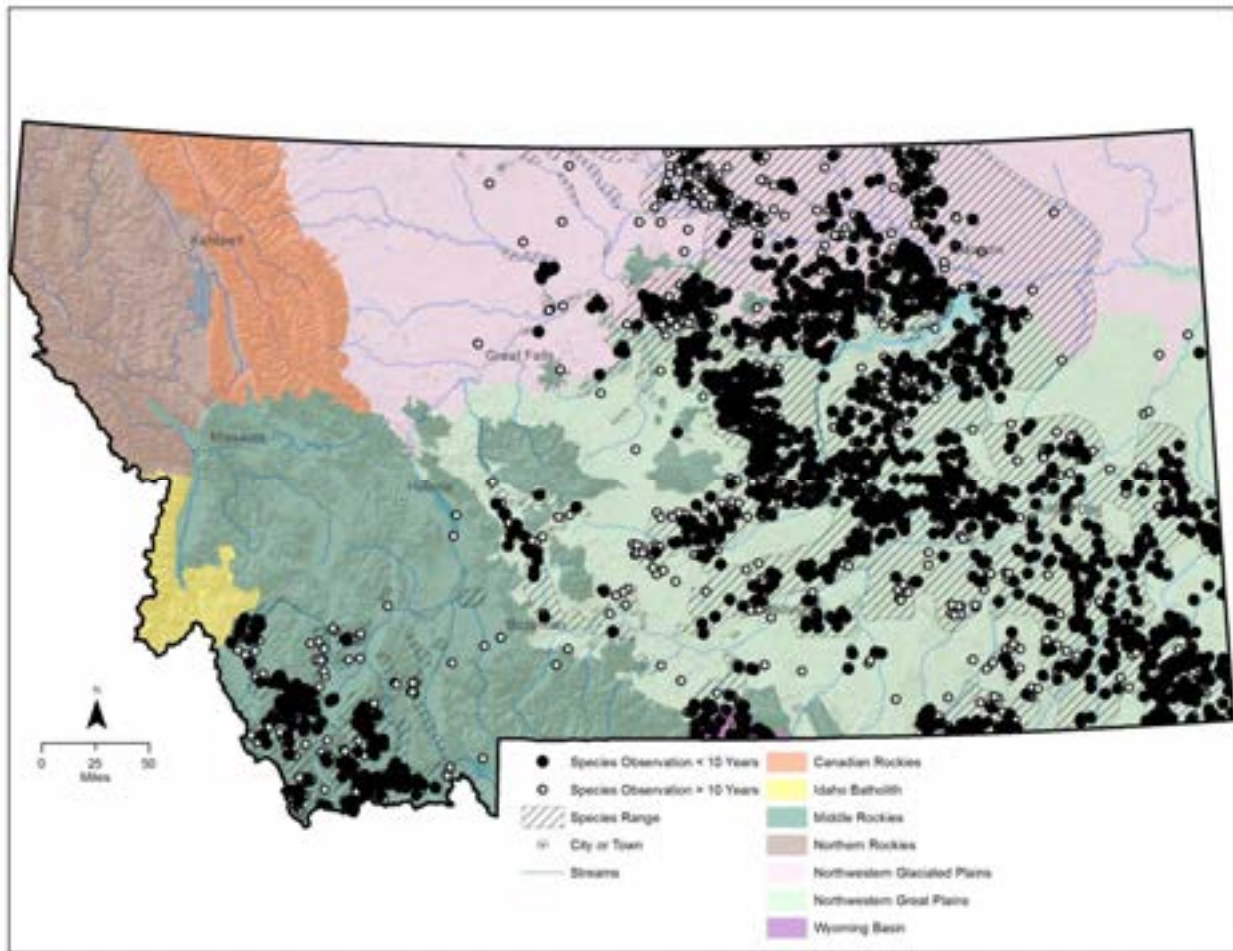 Kalispell
Great Falls
Missoula
Helena
N
0 25 50
Miles
Species Observation < 10 Years
Species Observation > 10 Years
Species Range
City or Town
Streams
Canadian Rockies
Idaho Batholith
Middle Rockies
Northern Rockies
Northwestern Glaciated Plains
Northwestern Great Plains
Wyoming Basin